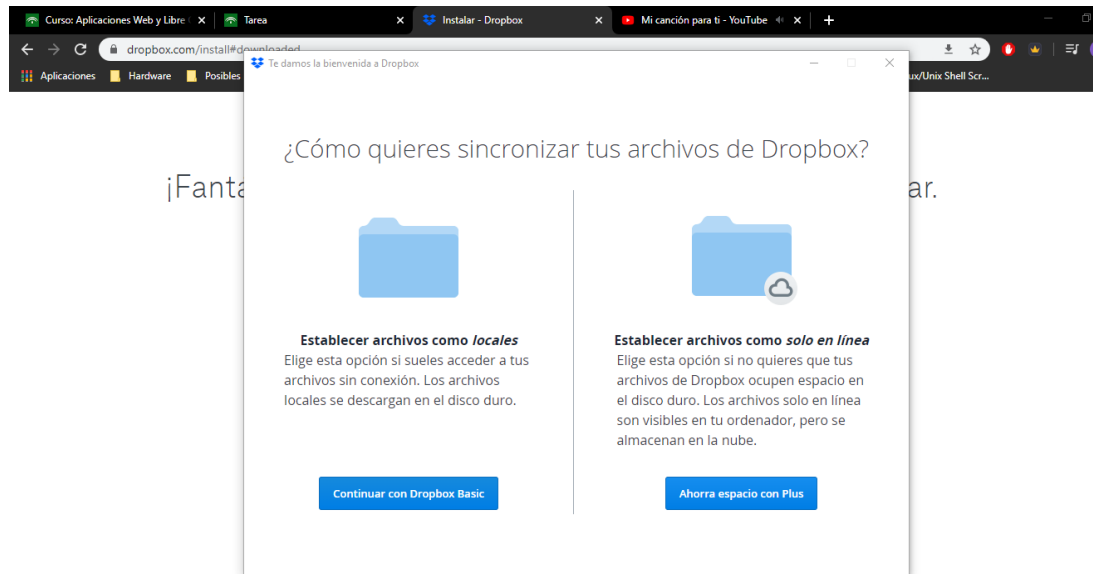 Curso: Aplicaciones Web y Libre
Tarea
Instalar - Dropbox
Mi canción para ti - YouTube
dropbox.com/install#downloaded
Aplicaciones
Hardware
Posibles
ux/Unix Shell Scr...
Te damos la bienvenida a Dropbox
¿Cómo quieres sincronizar tus archivos de Dropbox?
¡Fanta
ar.
Establecer archivos como locales
Elige esta opción si sueles acceder a tus
archivos sin conexión. Los archivos
locales se descargan en el disco duro.
Continuar con Dropbox Basic
Establecer archivos como solo en línea
Elige esta opción si no quieres que tus
archivos de Dropbox ocupen espacio en
el disco duro. Los archivos solo en línea
son visibles en tu ordenador, pero se
almacenan en la nube.
Ahorra espacio con Plus